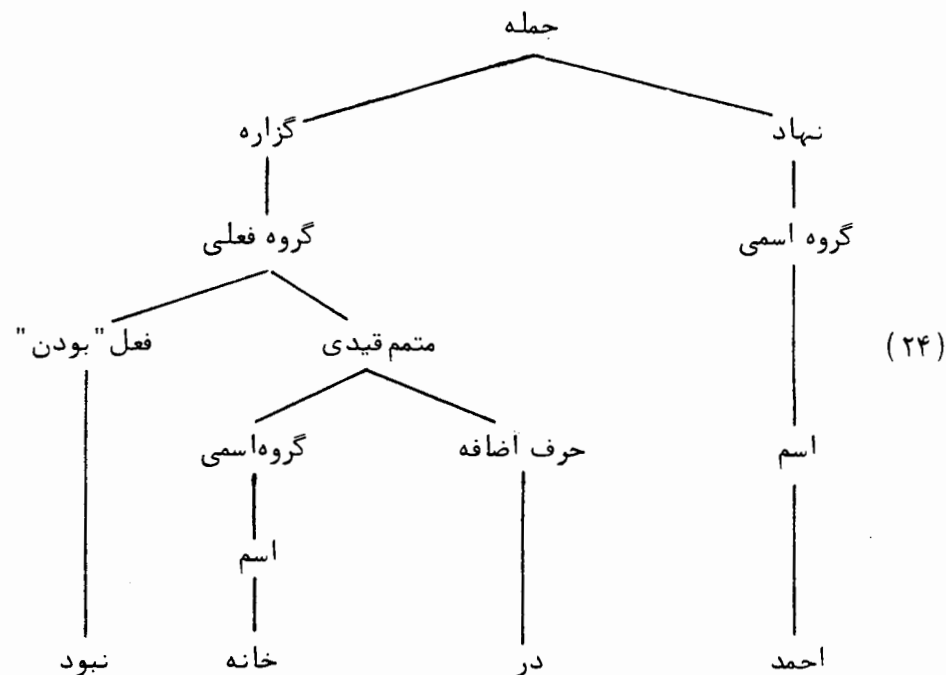 جمله
نهاد گزاره
گروه اسمی گروه فعلی
(۲۴) متمم قیدی فعل "بودن"
اسم حرف اضافه گروه اسمی
اسم
احمد در خانه نبود